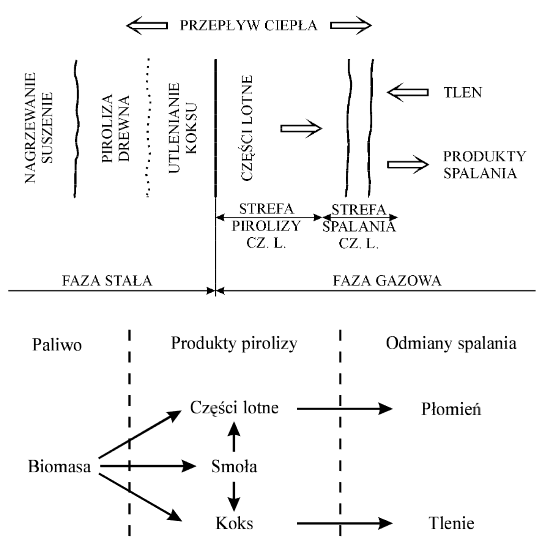 PRZEPŁYW CIEPŁA
NAGRZEWANIE
SUSZENIE
PIROLIZA
DREWNA
UTLENIANIE
KOKSU
CZĘŚCI LOTNE
TLEN
PRODUKTY
SPALANIA
STREFA
PIROLIZY
CZ. L.
STREFA
SPALANIA
CZ. L.
FAZA STAŁA
FAZA GAZOWA
Paliwo
Produkty pirolizy
Odmiany spalania
Części lotne
Płomień
Biomasa
Smoła
Koks
Tlenie